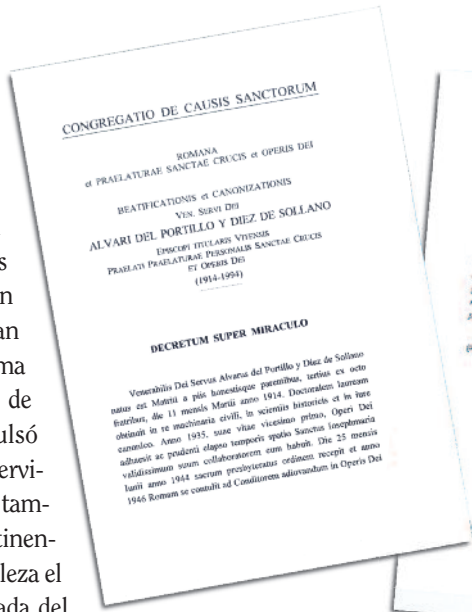 CONGREGATIO DE CAUSIS SANCTORUM
ROMANA
et PRAELATURAE SANCTAE CRUCIS et OPERIS DEI
BEATIFICATIONIS et CANONIZATIONIS
VEN. SERVI DEI
ALVARI DEL PORTILLO Y DIEZ DE SOLLANO
EPISCOPI TITULARIS VITENSIS
PRAELATI PRAELATURAE PERSONALIS SANCTAE CRUCIS
ET OPERIS DEI
(1914-1994)
DECRETUM SUPER MIRACULO
Venerabilis Dei Servus Alvarus del Portillo y Díez de Sollano
natus est Matriti a piis honestisque parentibus, tertius ex octo
fratribus, die 11 mensis Martii anno 1914. Doctoralem lauream
obtinuit in re machinaria civili, in scientiis historicis et in iure
canonico. Anno 1935, suae vitae vicesimo primo, Operi Dei
adhaesit ac prudenti elapso temporis spatio Sanctus Iosephmaria
validissimum suum collaboratorem eum habuit. Die 25 mensis
Iunii anno 1944 sacrum presbyteratus ordinem recepit et anno
1946 Romam se contulit ad Conditorem adiuvandum in Operis Dei
s
n
an
ma
de
ulsó
ervi-
tam-
tinen-
leza el
ada del